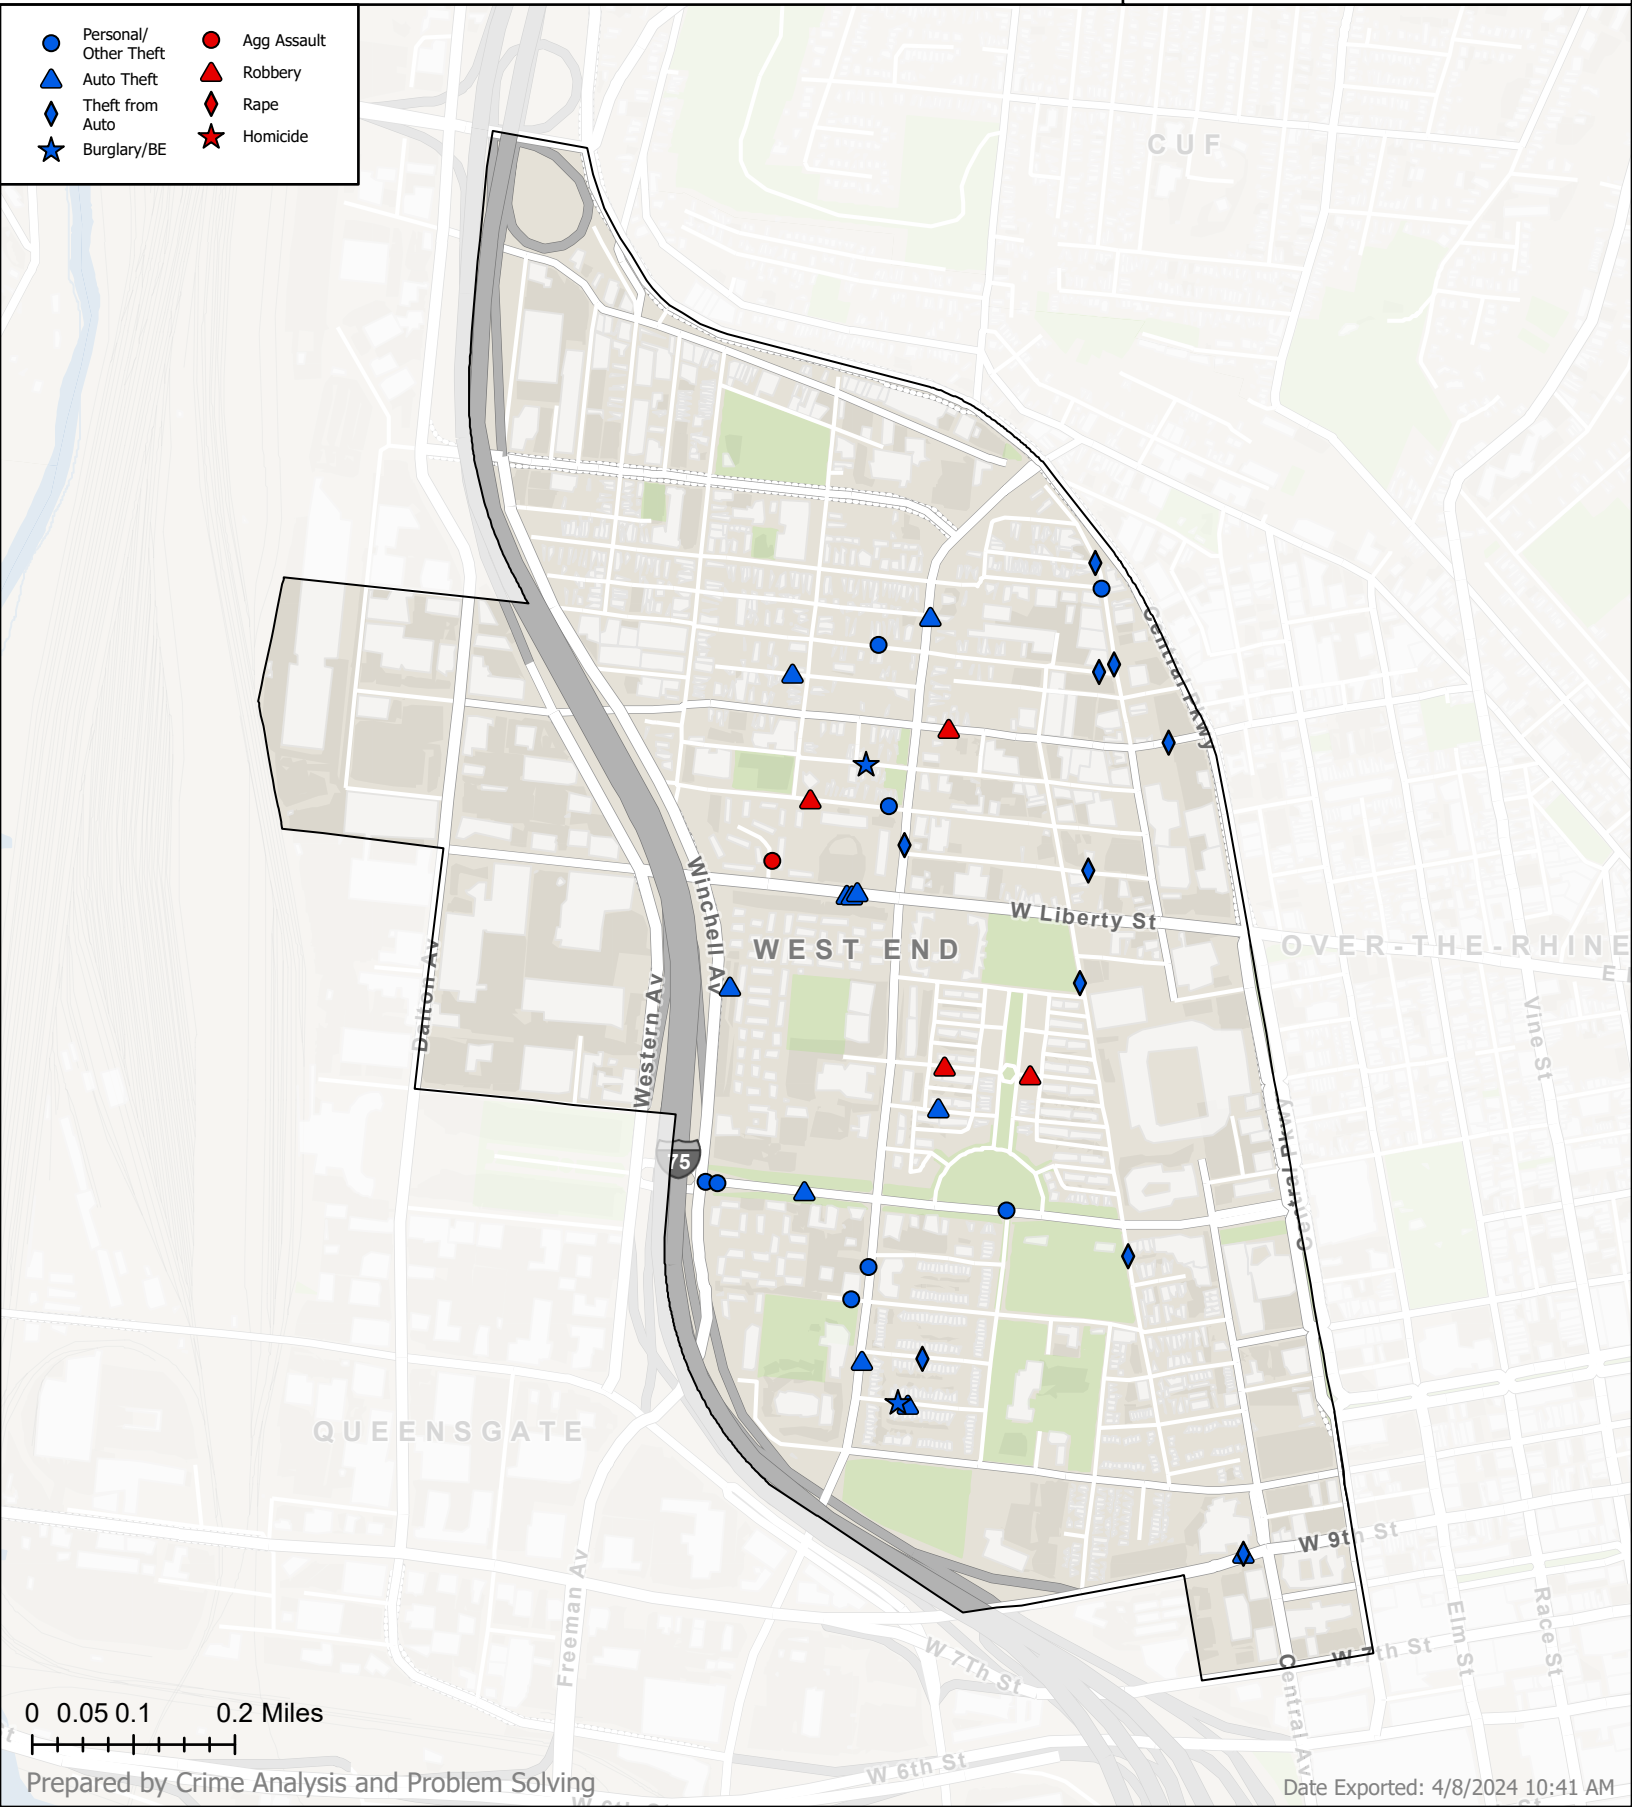 Personal/
Other Theft
Auto Theft
Theft from
Auto
Burglary/BE
Agg Assault
Robbery
Rape
Homicide
CUF
Central Pkwy
W Liberty St
WEST END
OVER-THE-RHINE
Winchell Av
Dalton Av
Western Av
Vine St
75
Central Pkwy
QUEENSGATE
W 9th St
Freeman Av
W 7Th St
W 7th St
Elm St
Race St
Central Av
W 6th St
0 0.05 0.1 0.2 Miles
Prepared by Crime Analysis and Problem Solving
Date Exported: 4/8/2024 10:41 AM